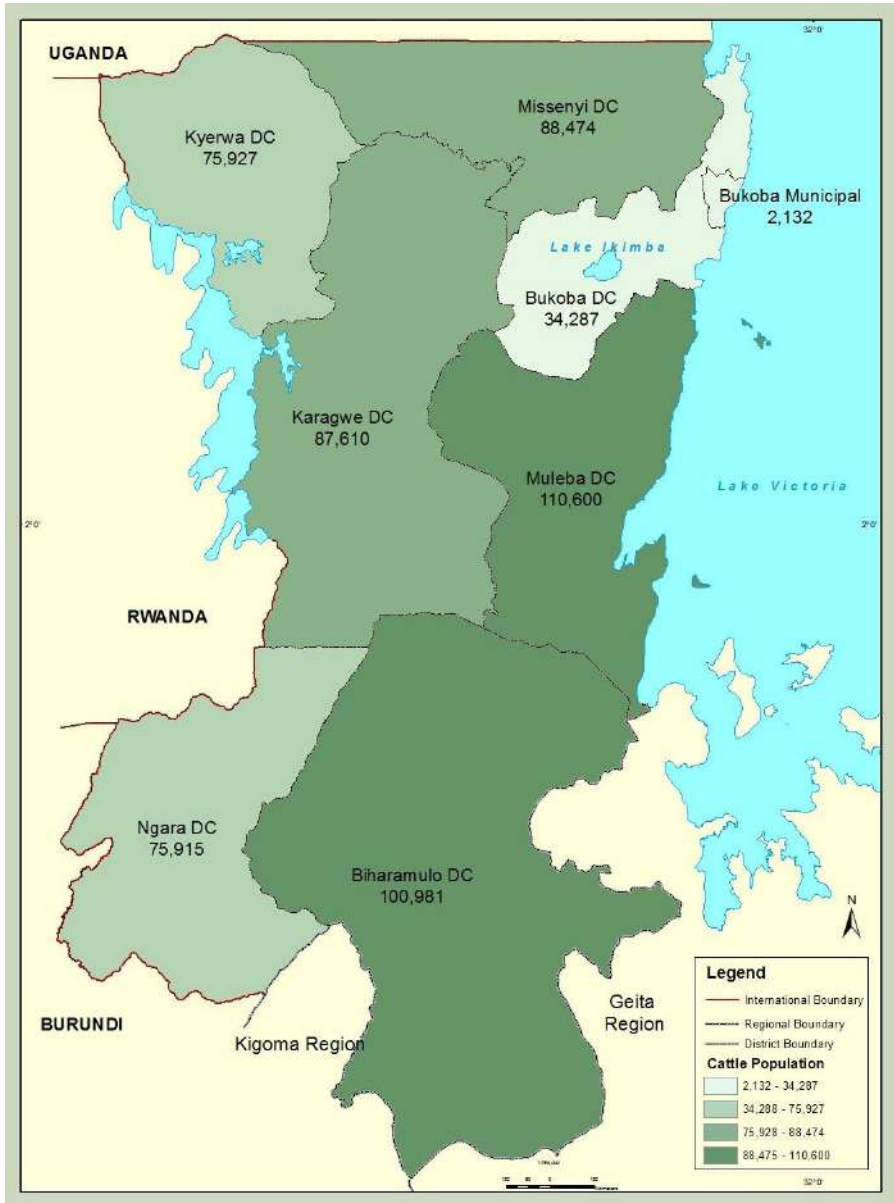 32°0'
UGANDA
Missenyi DC
88,474
Kyerwa DC
75,927
Bukoba Municipal
2,132
Lake Ikimba
Bukoba DC
34,287
Karagwe DC
87,610
Muleba DC
110,600
Lake Victoria
2°0'
2°0'
RWANDA
Ngara DC
75,915
Biharamulo DC
100,981
N
BURUNDI
Kigoma Region
Geita
Region
Legend
International Boundary
Regional Boundary
District Boundary
Cattle Population
2,132 - 34,287
34,288 - 75,927
75,928 - 88,474
88,475 - 110,600
32°0'